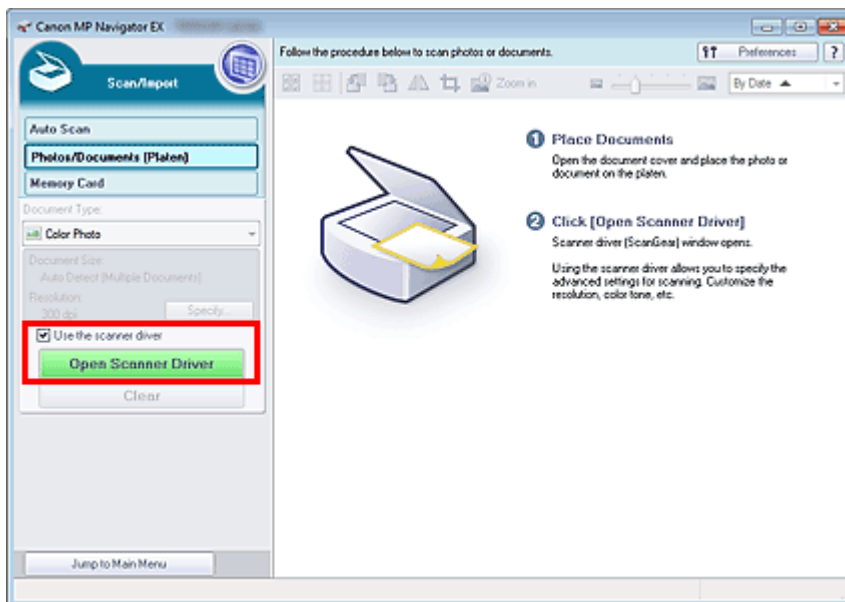 Canon MP Navigator EX
Scan/Import
Auto Scan
Photos/Documents (Platen)
Memory Card
Document Type:
Color Photo
Document Size:
Auto Detect (Multiple Documents)
Resolution:
300 dpi
Specify...
Use the scanner driver
Open Scanner Driver
Clear
Jump to Main Menu
Follow the procedure below to scan photos or documents.
Preferences
?
Zoom in
By Date
1 Place Documents
Open the document cover and place the photo or
document on the platen.
2 Click [Open Scanner Driver]
Scanner driver (ScanGear) window opens.
Using the scanner driver allows you to specify the
advanced settings for scanning. Customize the
resolution, color tone, etc.